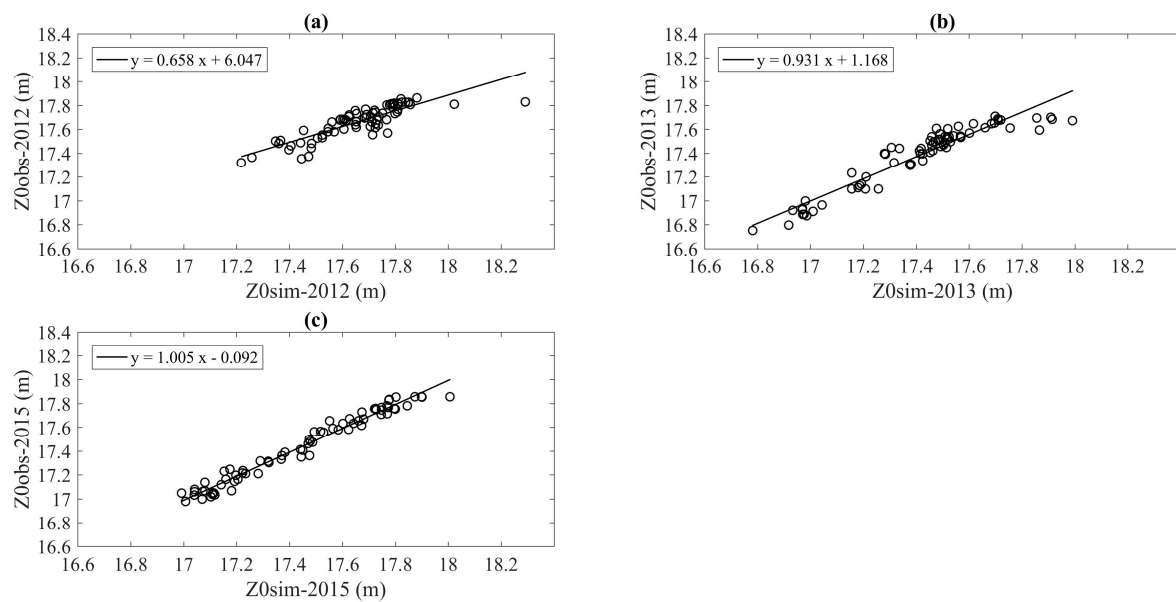 (a)
18.4
18.2
18
17.8
17.6
17.4
17.2
17
16.8
16.6
Z0obs-2012 (m)
y = 0.658 x + 6.047
16.6 16.8 17 17.2 17.4 17.6 17.8 18 18.2
Z0sim-2012 (m)
(b)
18.4
18.2
18
17.8
17.6
17.4
17.2
17
16.8
16.6
Z0obs-2013 (m)
y = 0.931 x + 1.168
16.6 16.8 17 17.2 17.4 17.6 17.8 18 18.2
Z0sim-2013 (m)
(c)
18.4
18.2
18
17.8
17.6
17.4
17.2
17
16.8
16.6
Z0obs-2015 (m)
y = 1.005 x - 0.092
16.6 16.8 17 17.2 17.4 17.6 17.8 18 18.2
Z0sim-2015 (m)